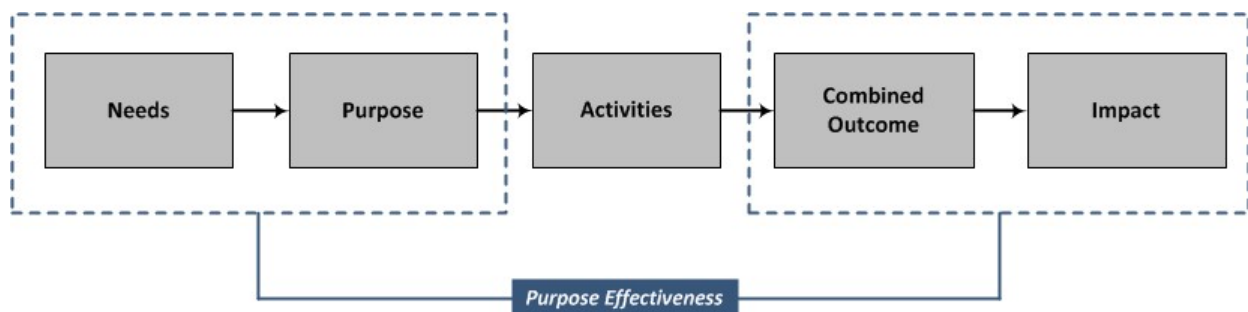 Needs
Purpose
Activities
Combined
Outcome
Impact
Purpose Effectiveness